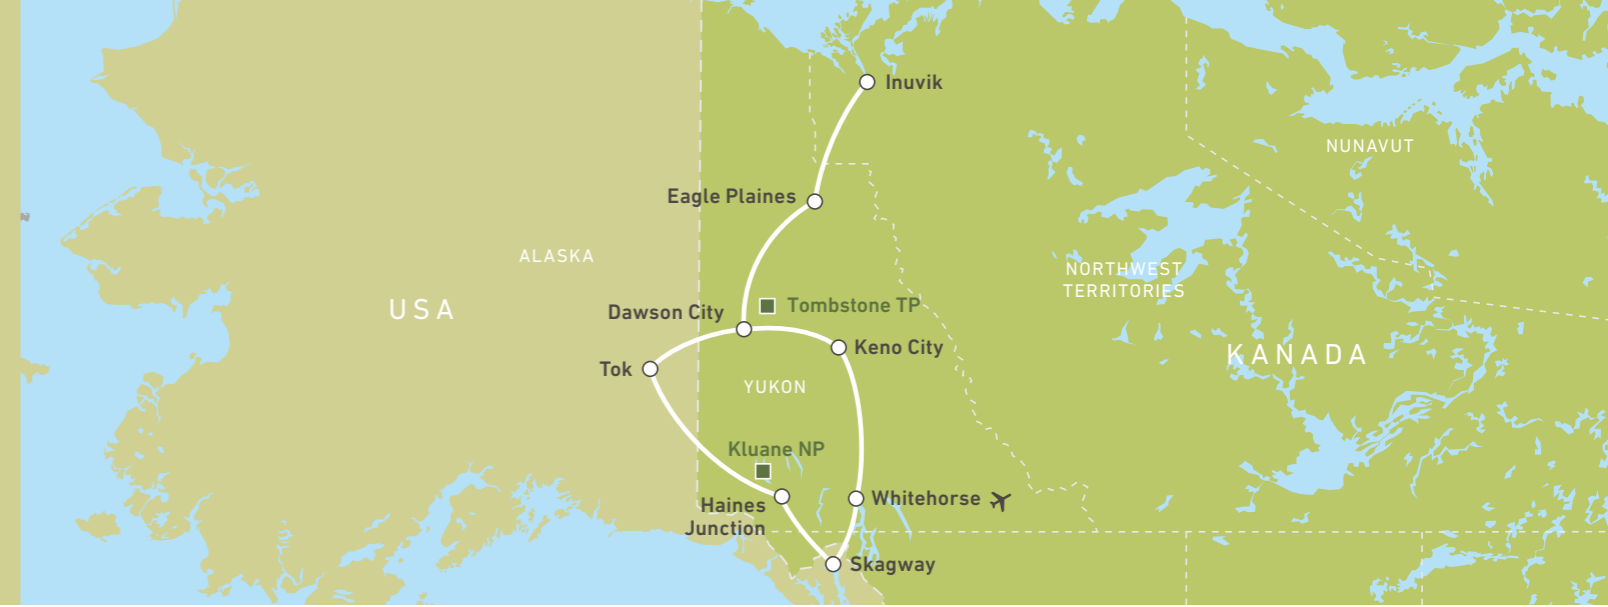 Inuvik
NUNAVUT
Eagle Plaines
ALASKA
NORTHWEST
TERRITORIES
USA
Tombstone TP
Dawson City
Keno City
KANADA
Tok
YUKON
Kluane NP
Haines
Junction
Whitehorse
Skagway